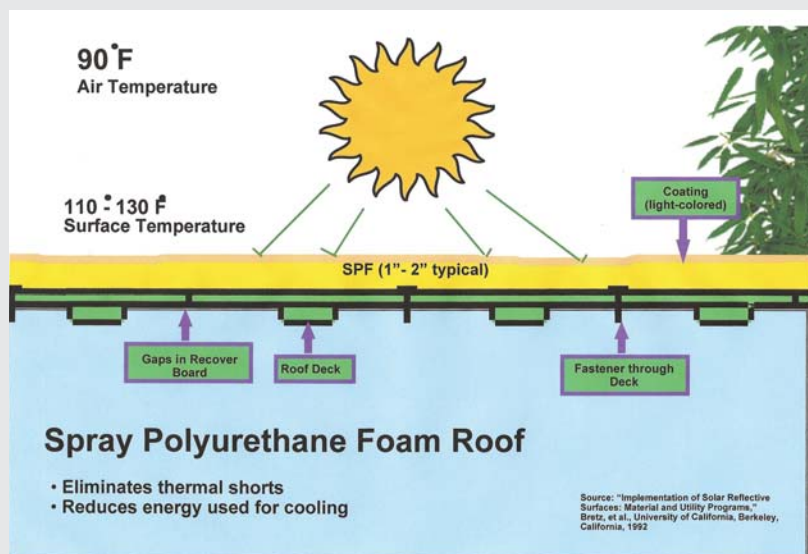 90°F
Air Temperature
110°-130°F
Surface Temperature
Coating
(light-colored)
SPF (1”- 2” typical)
Gaps in Recover
Board
Roof Deck
Fastener through
Deck
Spray Polyurethane Foam Roof
• Eliminates thermal shorts
• Reduces energy used for cooling
Source: “Implementation of Solar Reflective
Surfaces: Material and Utility Programs,”
Bretz, et al., University of California, Berkeley,
California, 1992